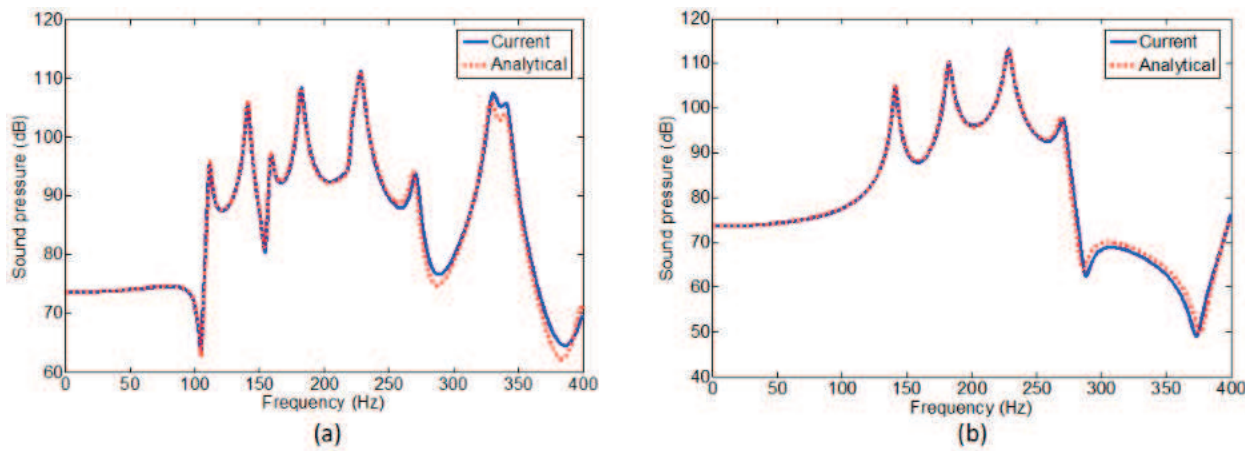 120
110
100
90
80
70
60
Sound pressure (dB)
0 50 100 150 200 250 300 350 400
Frequency (Hz)
Current
Analytical
(a)
120
110
100
90
80
70
60
50
40
Sound pressure (dB)
0 50 100 150 200 250 300 350 400
Frequency (Hz)
Current
Analytical
(b)